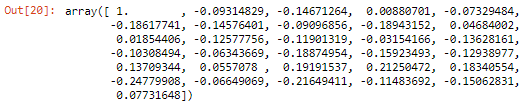 Out[20]: array([ 1.        , -0.09314829, -0.14671264,  0.00880701, -0.07329484,
-0.18617741, -0.14576401, -0.09096856, -0.18943152,  0.04684002,
0.01854406, -0.12577756, -0.11901319, -0.03154166, -0.13628161,
-0.10308494, -0.06343669, -0.18874954, -0.15923493, -0.12938977,
0.13709344,  0.0557078 ,  0.19191537,  0.21250472,  0.18340554,
-0.24779908, -0.06649069, -0.21649411, -0.11483692, -0.15062831,
0.07731648])